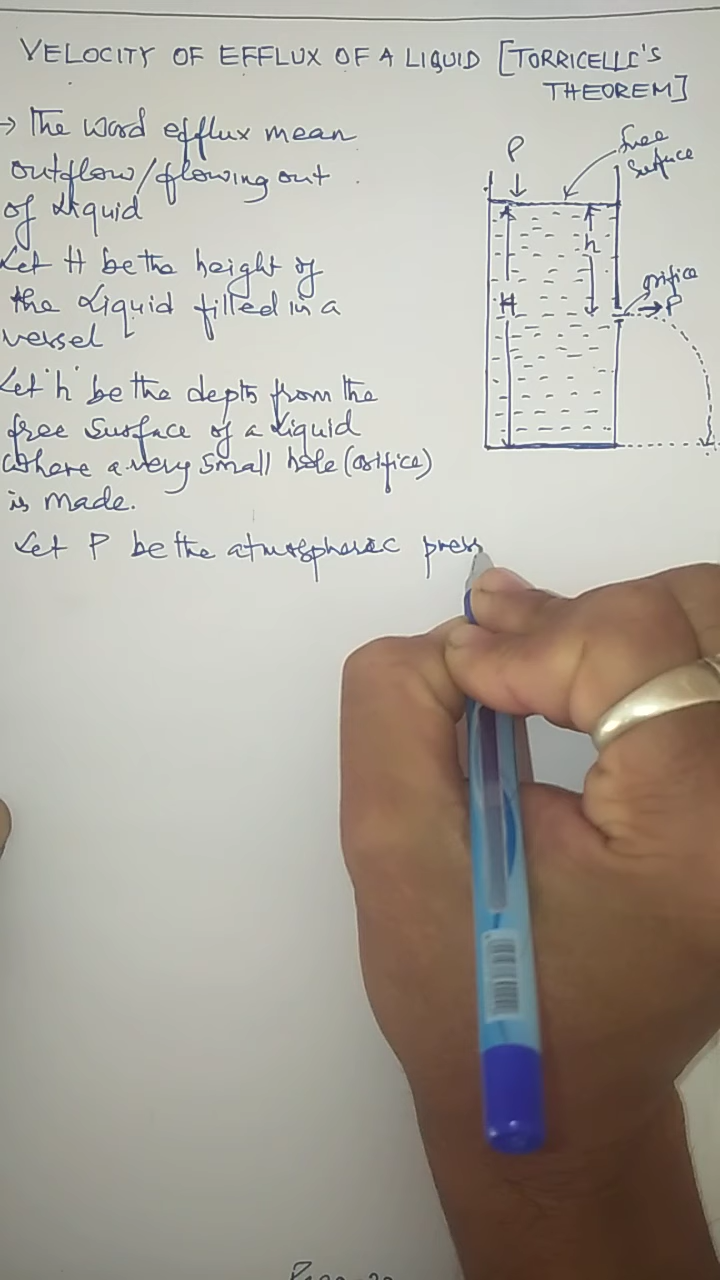 VELOCITY OF EFFLUX OF A LIQUID [TORRICELLI'S
THEOREM]
→ The word efflux mean
outflow/flowing out
of Liquid
Let H be the height of
the Liquid filled in a
vessel
Let 'h' be the depth from the
free surface of a Liquid
where a very small hole (orifice)
is made.
Let P be the atmospheric press
P
free
surface
h
H
orifice
P